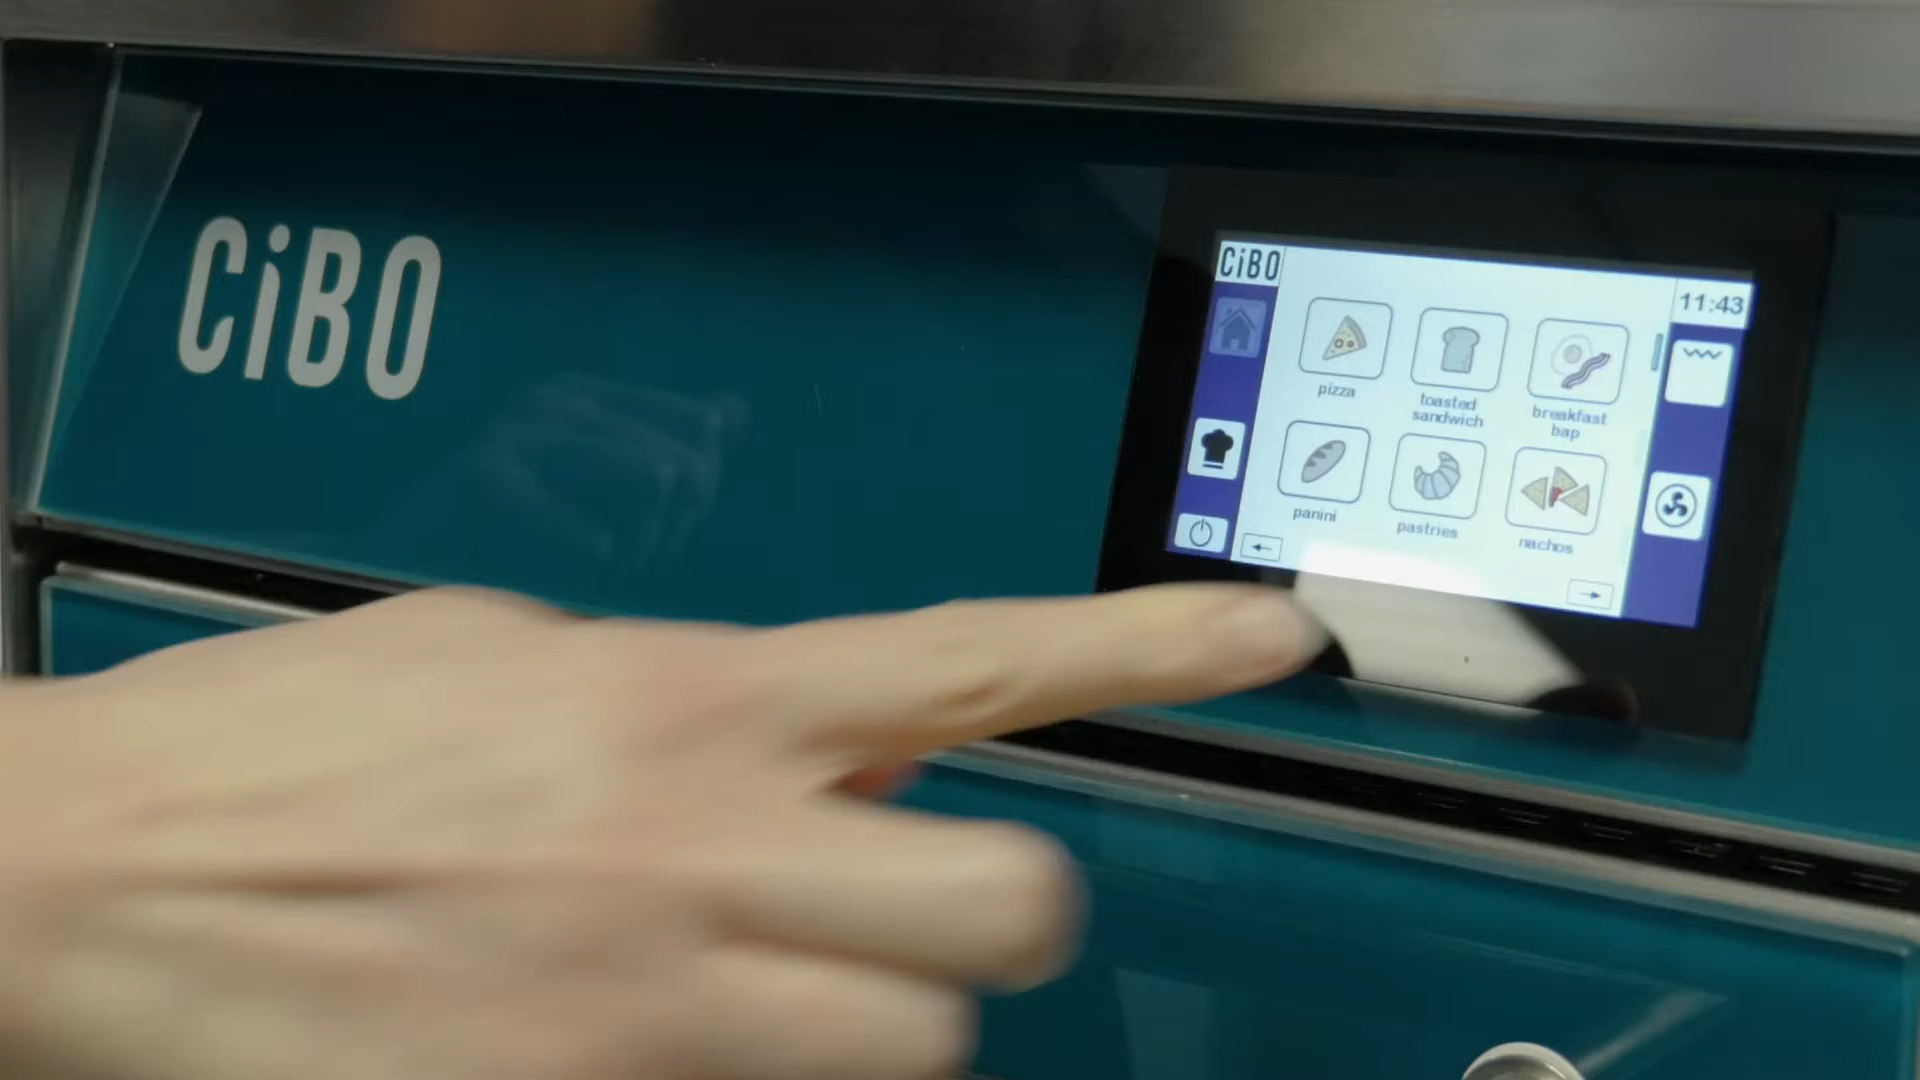 CiBO
CiBO
11:43
pizza
toasted
sandwich
breakfast
bap
panini
pastries
nachos